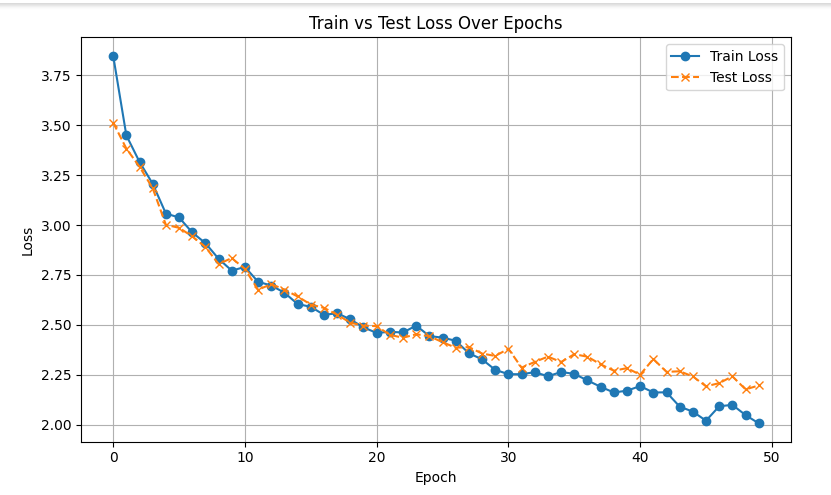 Train vs Test Loss Over Epochs
Train Loss
Test Loss
3.75
3.50
3.25
3.00
2.75
2.50
2.25
2.00
Loss
0 10 20 30 40 50
Epoch